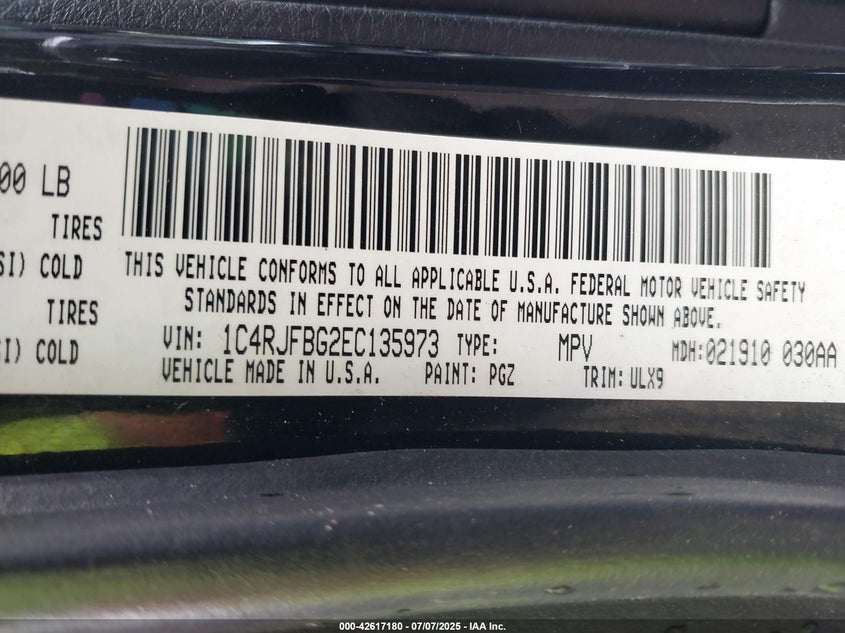 00 LB
TIRES
SI) COLD
TIRES
SI) COLD
THIS VEHICLE CONFORMS TO ALL APPLICABLE U.S.A. FEDERAL MOTOR VEHICLE SAFETY
STANDARDS IN EFFECT ON THE DATE OF MANUFACTURE SHOWN ABOVE.
VIN: 1C4RJFBG2EC135973 TYPE: MPV MDH:021910 030AA
VEHICLE MADE IN U.S.A. PAINT: PGZ TRIM: ULX9
000-42617180 - 07/07/2025 - IAA Inc.